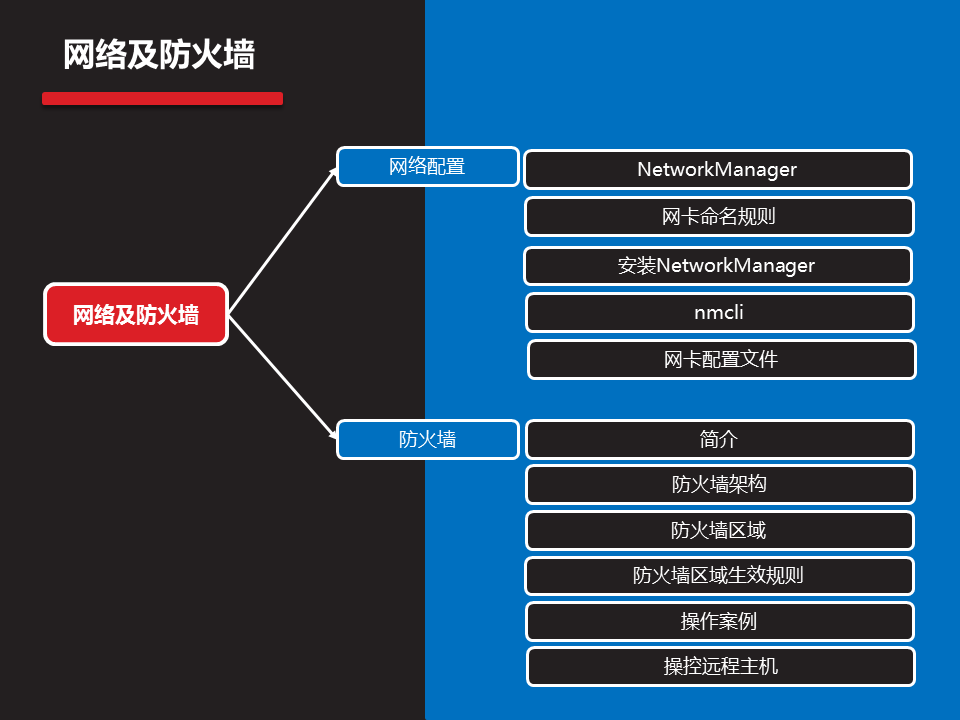 网络及防火墙
网络及防火墙
网络配置
NetworkManager
网卡命名规则
安装NetworkManager
nmcli
网卡配置文件
防火墙
简介
防火墙架构
防火墙区域
防火墙区域生效规则
操作案例
操控远程主机